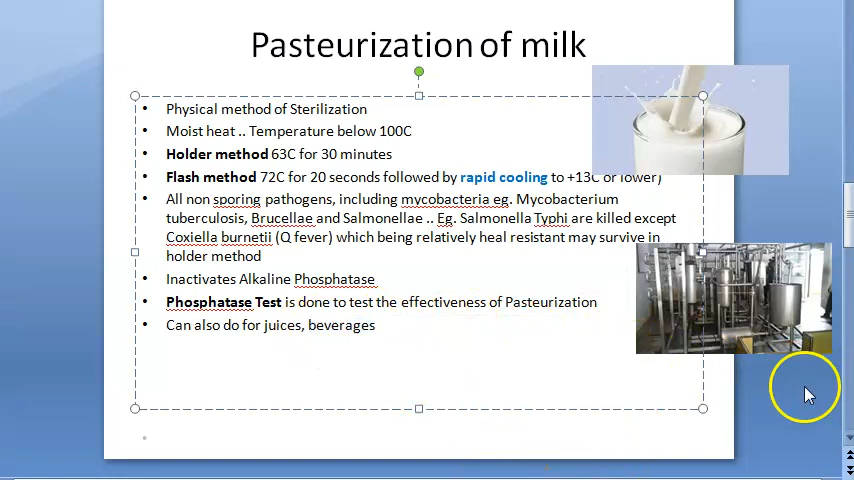 Pasteurization of milk
• Physical method of Sterilization
• Moist heat .. Temperature below 100C
• Holder method 63C for 30 minutes
• Flash method 72C for 20 seconds followed by rapid cooling to +13C or lower)
• All non sporing pathogens, including mycobacteria eg. Mycobacterium
tuberculosis, Brucellae and Salmonellae .. Eg. Salmonella Typhi are killed except
Coxiella burnetii (Q fever) which being relatively heal resistant may survive in
holder method
• Inactivates Alkaline Phosphatase
• Phosphatase Test is done to test the effectiveness of Pasteurization
• Can also do for juices, beverages